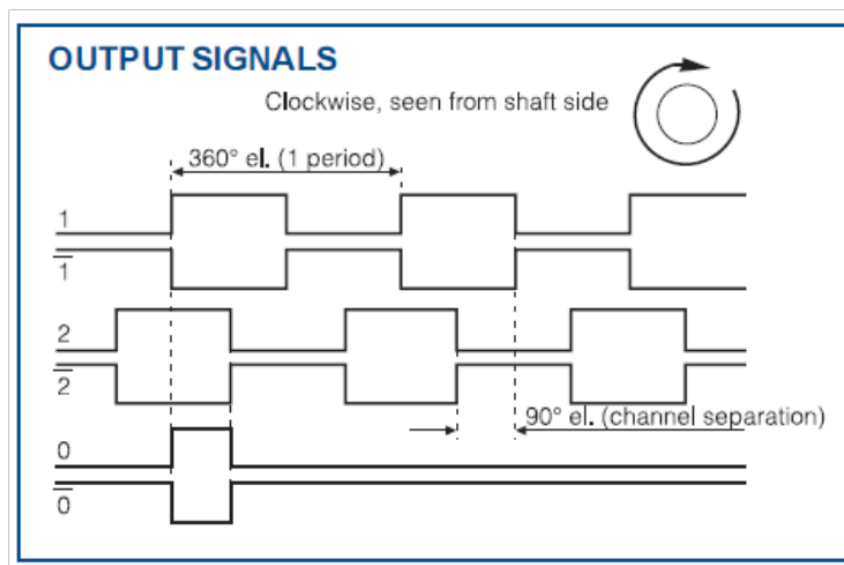 OUTPUT SIGNALS
Clockwise, seen from shaft side
360° el. (1 period)
1
1̅
2
2̅
90° el. (channel separation)
0
0̅